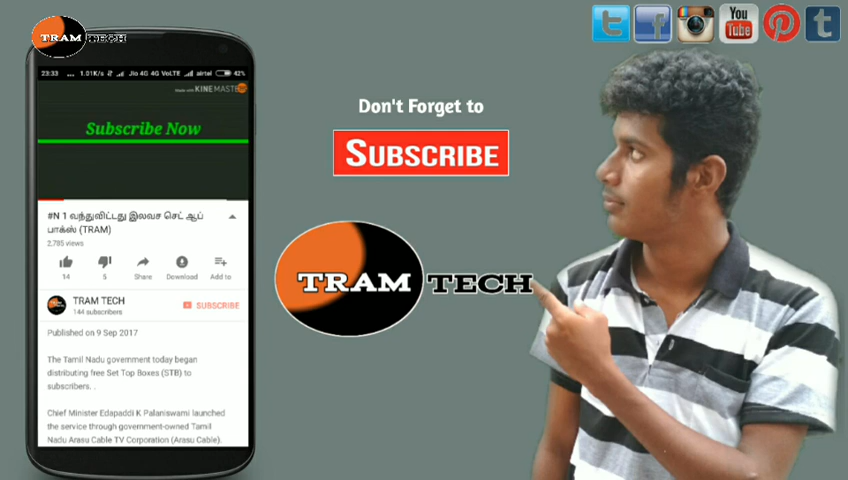 TRAM TECH
23:33 ... 1.01K/s Jio 4G 4G VoLTE airtel 42%
Made with KINEMASTER
Subscribe Now
#N 1 வந்துவிட்டது இலவச செட் ஆப்
பாக்ஸ் (TRAM)
2.795 views
14 5 Share Download Add to
TRAM TECH
144 subscribers
SUBSCRIBE
Published on 9 Sep 2017
The Tamil Nadu government today began
distributing free Set Top Boxes (STB) to
subscribers. .
Chief Minister Edapaddi K Palaniswami launched
the service through government-owned Tamil
Nadu Arasu Cable TV Corporation (Arasu Cable).
Don't Forget to
SUBSCRIBE
TRAM TECH
You
Tube